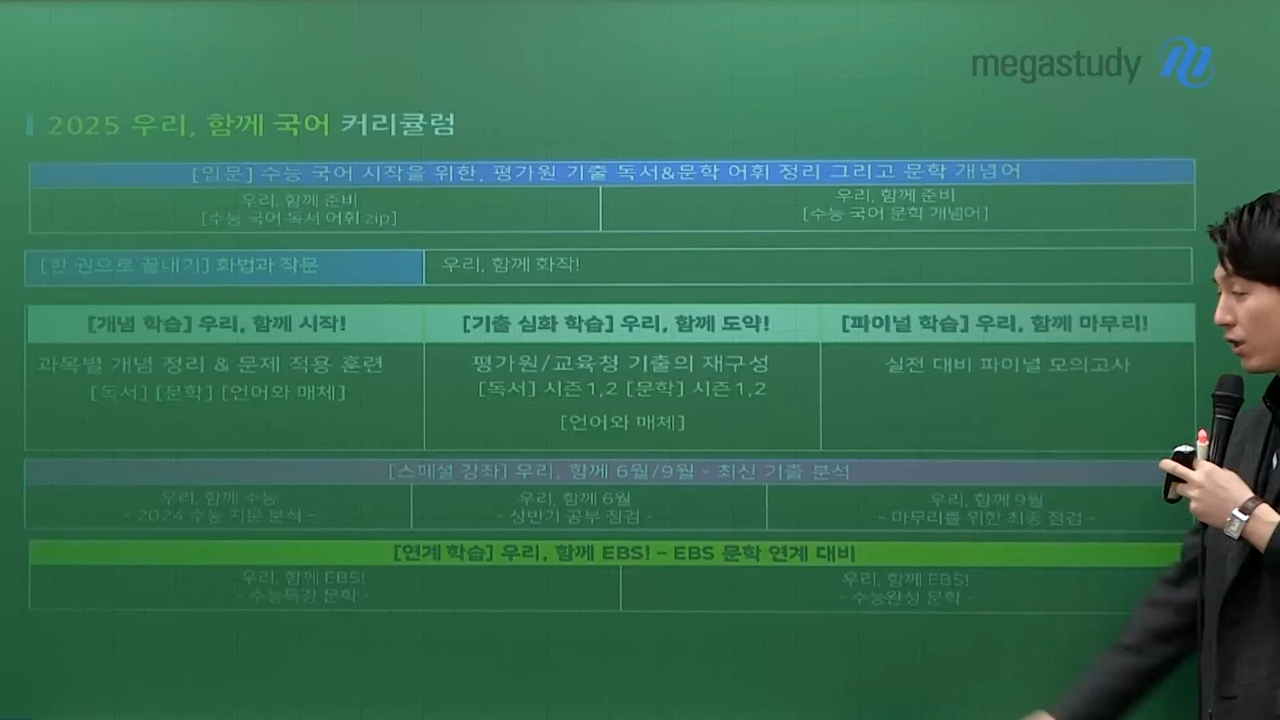 megastudy
2025 우리, 함께 국어 커리큘럼
[입문] 수능 국어 시작을 위한, 평가원 기출 독서&문학 어휘 정리 그리고 문학 개념어
우리, 함께 준비
[수능 국어 독서 어휘 zip]
우리, 함께 준비
[수능 국어 문학 개념어]
[한 권으로 끝내기] 화법과 작문
우리, 함께 화작!
[개념 학습] 우리, 함께 시작!
과목별 개념 정리 & 문제 적용 훈련
[독서] [문학] [언어와 매체]
[기출 심화 학습] 우리, 함께 도약!
평가원/교육청 기출의 재구성
[독서] 시즌 1,2 [문학] 시즌 1,2
[언어와 매체]
[파이널 학습] 우리, 함께 마무리!
실전 대비 파이널 모의고사
[스페셜 강좌] 우리, 함께 6월/9월 - 최신 기출 분석
우리, 함께 수능
- 2024 수능 지문 분석 -
우리, 함께 6월
- 상반기 공부 점검 -
우리, 함께 9월
- 마무리를 위한 최종 점검 -
[연계 학습] 우리, 함께 EBS! - EBS 문학 연계 대비
우리, 함께 EBS!
- 수능특강 문학 -
우리, 함께 EBS!
- 수능완성 문학 -